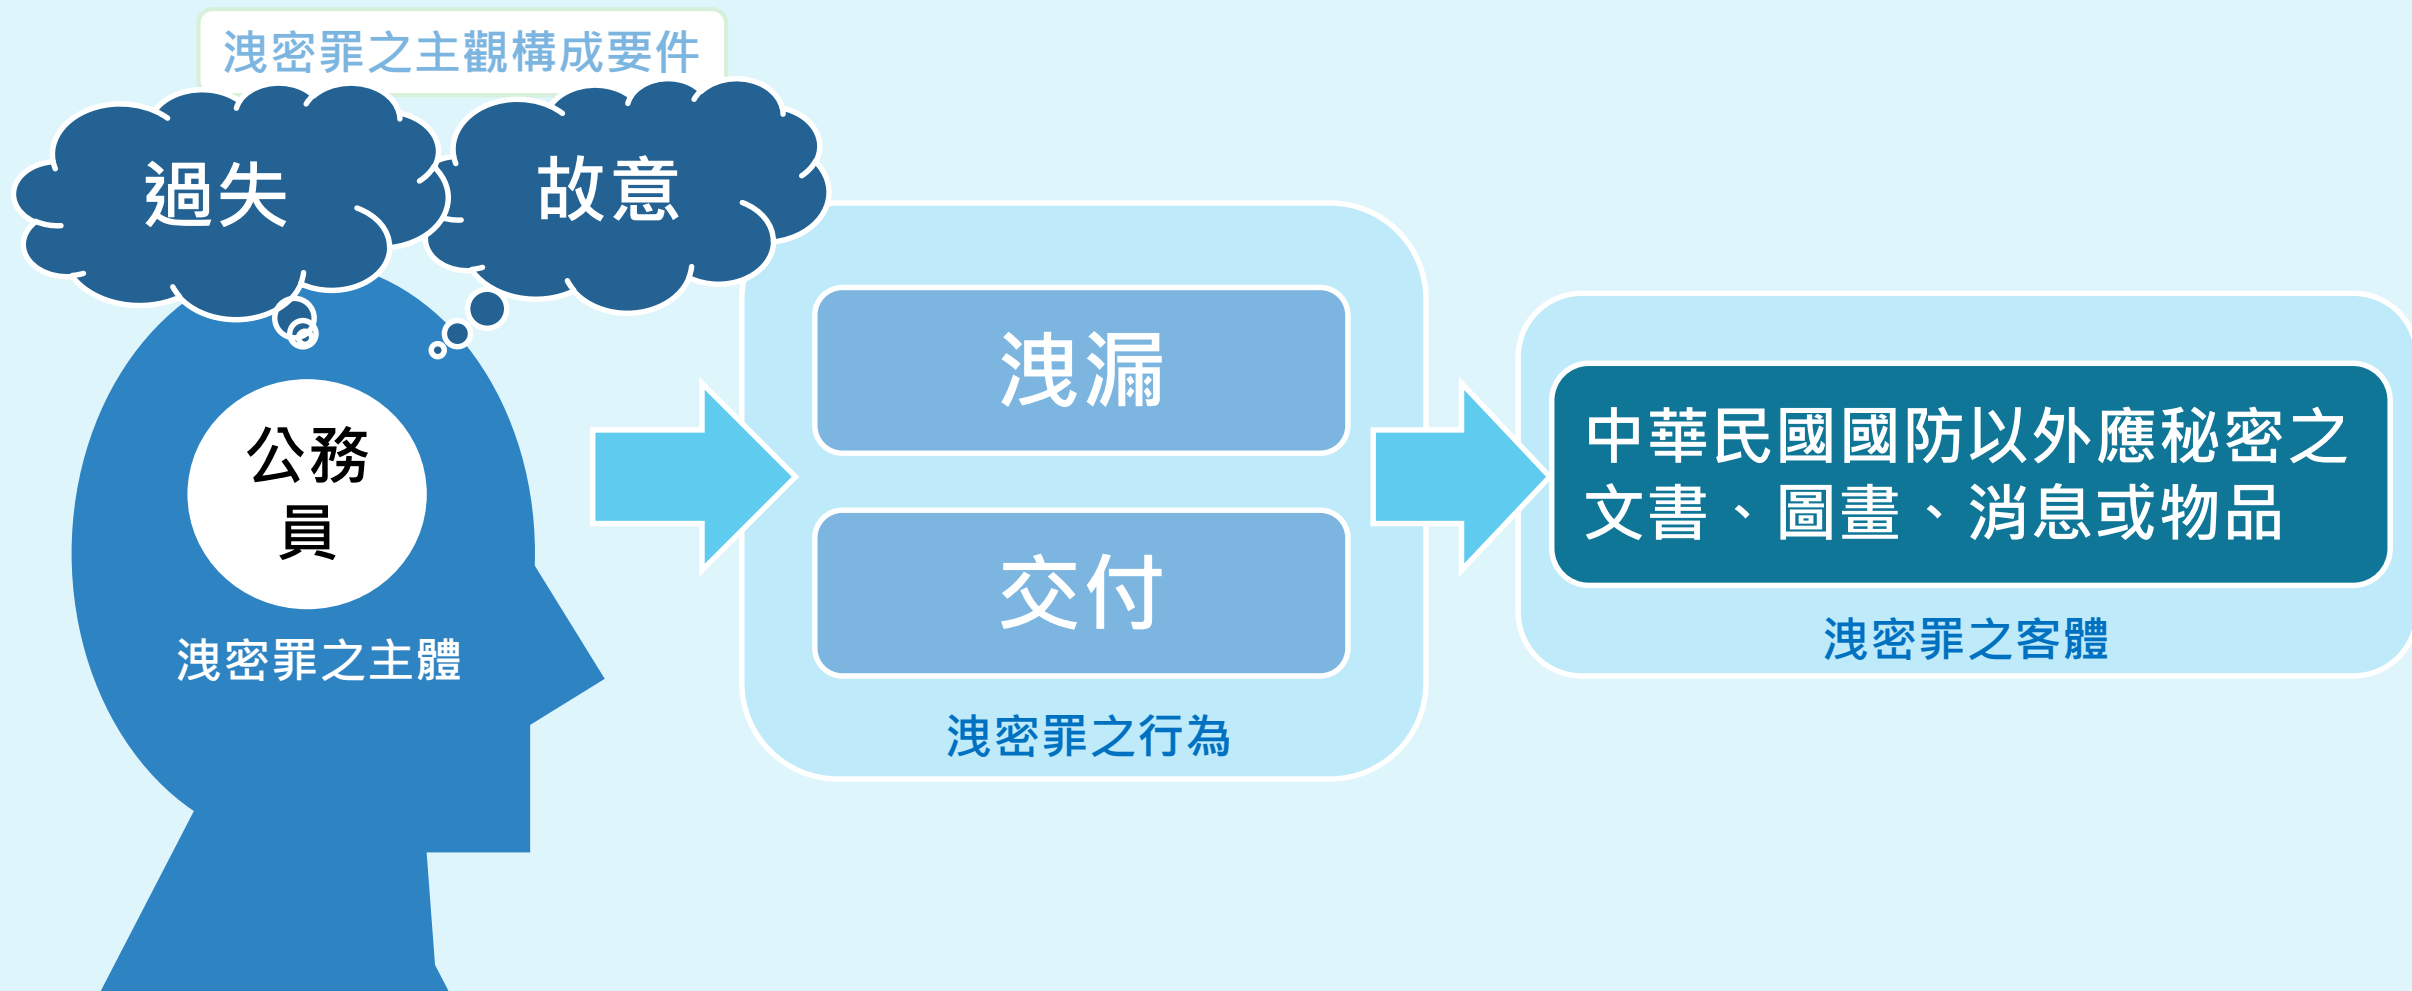 洩密罪之主觀構成要件
過失
故意
公務
員
洩密罪之主體
洩漏
交付
洩密罪之行為
中華民國國防以外應秘密之
文書、圖畫、消息或物品
洩密罪之客體